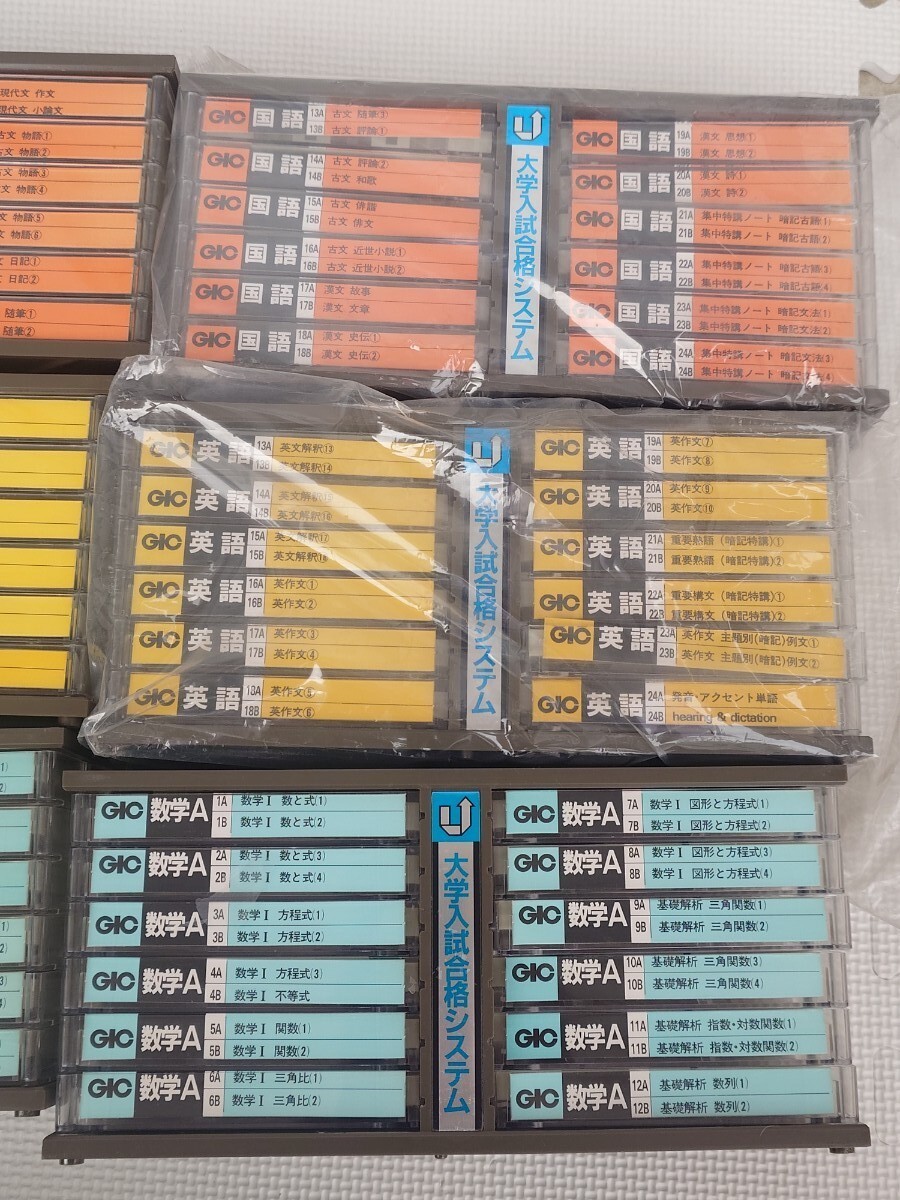 現代文 作文
現代文 小論文
古文 物語①
文 物語②
文 物語③
文 物語④
文 物語⑤
文 物語⑥
文 日記①
文 日記②
随筆①
随筆②
GIC 国語 13A 古文 随筆③
13B 古文 評論①
GIC 国語 14A 古文 評論②
14B 古文 和歌
GIC 国語 15A 古文 俳諧
15B 古文 俳文
GIC 国語 16A 古文 近世小説①
16B 古文 近世小説②
GIC 国語 17A 漢文 故事
17B 漢文 文章
GIC 国語 18A 漢文 史伝①
18B 漢文 史伝②
大学入試合格システム
GIC 国語 19A 漢文 思想①
19B 漢文 思想②
GIC 国語 20A 漢文 詩①
20B 漢文 詩②
GIC 国語 21A 集中特講ノート 暗記古語(1)
21B 集中特講ノート 暗記古語(2)
GIC 国語 22A 集中特講ノート 暗記古語(3)
22B 集中特講ノート 暗記古語(4)
GIC 国語 23A 集中特講ノート 暗記文法(1)
23B 集中特講ノート 暗記文法(2)
GIC 国語 24A 集中特講ノート 暗記文法(3)
24B 集中特講ノート 暗記文法(4)
GIC 英語 13A 英文解釈⑬
13B 英文解釈⑭
GIC 英語 14A 英文解釈⑮
14B 英文解釈⑯
GIC 英語 15A 英文解釈⑰
15B 英文解釈⑱
GIC 英語 16A 英作文①
16B 英作文②
GIC 英語 17A 英作文③
17B 英作文④
GIC 英語 18A 英作文⑤
18B 英作文⑥
大学入試合格システム
GIC 英語 19A 英作文⑦
19B 英作文⑧
GIC 英語 20A 英作文⑨
20B 英作文⑩
GIC 英語 21A 重要熟語(暗記特講)①
21B 重要熟語(暗記特講)②
GIC 英語 22A 重要構文(暗記特講)①
22B 重要構文(暗記特講)2
GIC 英語 23A 英作文 主題別(暗記)例文①
23B 英作文 主題別(暗記)例文②
GIC 英語 24A 発音・アクセント単語
24B hearing & dictation
GIC 数学A 1A 数学Ⅰ 数と式(1)
1B 数学Ⅰ 数と式(2)
GIC 数学A 2A 数学Ⅰ 数と式(3)
2B 数学Ⅰ 数と式(4)
GIC 数学A 3A 数学Ⅰ 方程式(1)
3B 数学Ⅰ 方程式(2)
GIC 数学A 4A 数学Ⅰ 方程式(3)
4B 数学Ⅰ 不等式
GIC 数学A 5A 数学Ⅰ 関数(1)
5B 数学Ⅰ 関数(2)
GIC 数学A 6A 数学Ⅰ 三角比(1)
6B 数学Ⅰ 三角比(2)
大学入試合格システム
GIC 数学A 7A 数学Ⅰ 図形と方程式(1)
7B 数学Ⅰ 図形と方程式(2)
GIC 数学A 8A 数学Ⅰ 図形と方程式(3)
8B 数学Ⅰ 図形と方程式(4)
GIC 数学A 9A 基礎解析 三角関数(1)
9B 基礎解析 三角関数(2)
GIC 数学A 10A 基礎解析 三角関数(3)
10B 基礎解析 三角関数(4)
GIC 数学A 11A 基礎解析 指数・対数関数(1)
11B 基礎解析 指数・対数関数(2)
GIC 数学A 12A 基礎解析 数列(1)
12B 基礎解析 数列(2)